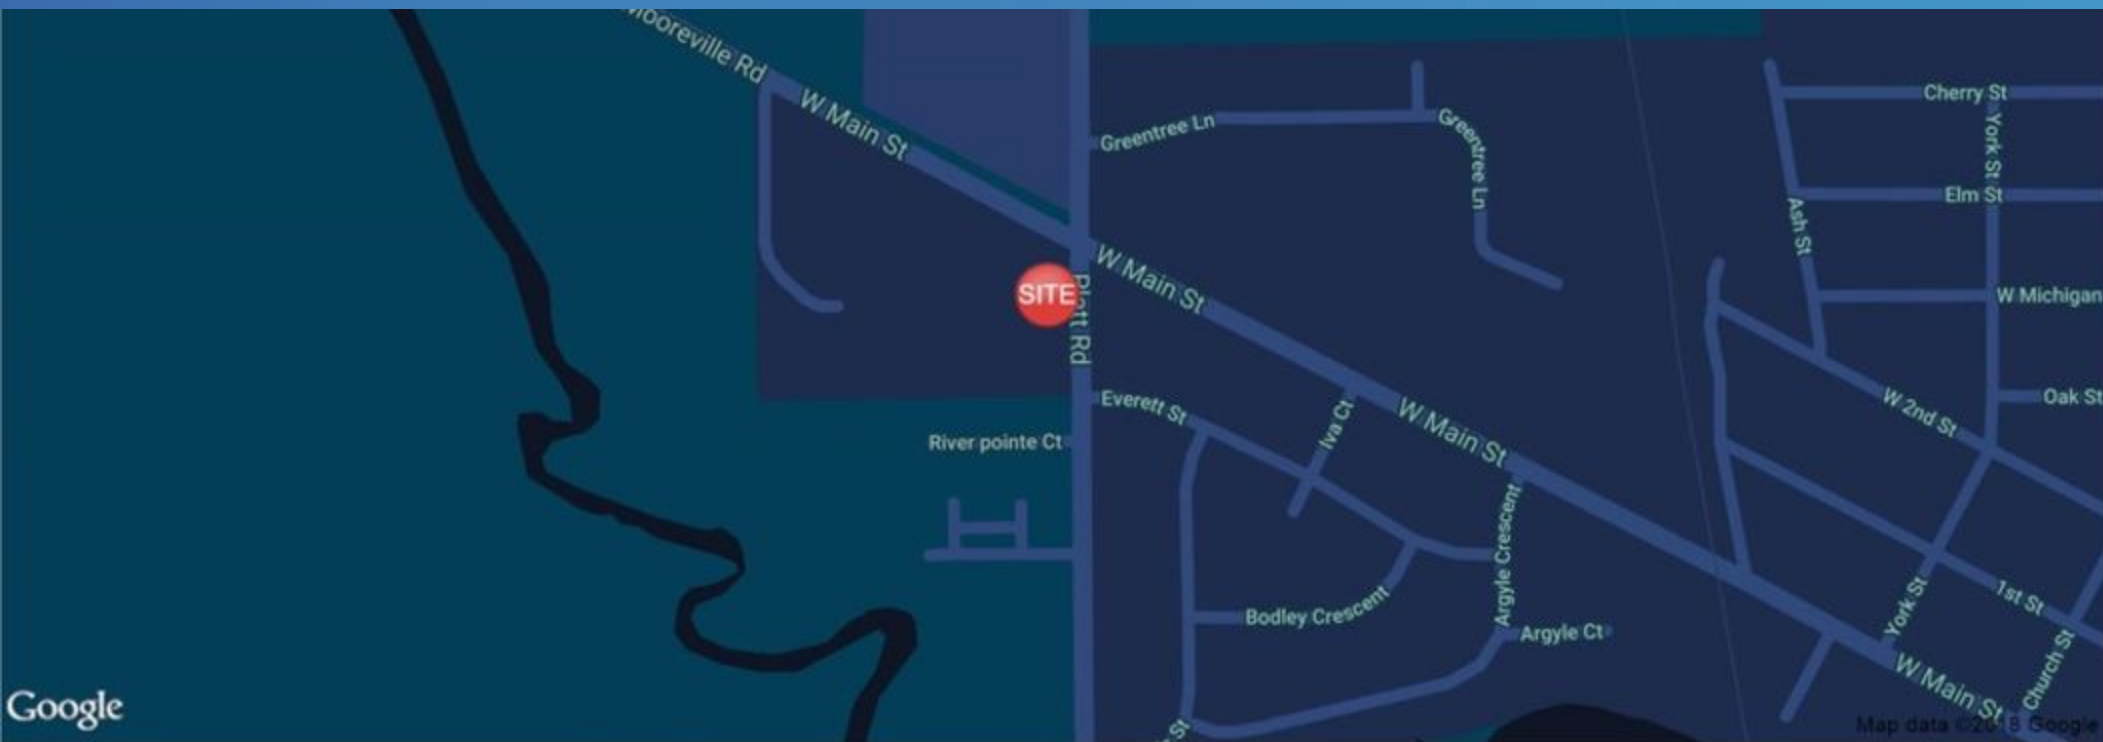 Mooreville Rd
W Main St
Cherry St
York St
Greentree Ln
Greentree Ln
Elm St
Ash St
W Main St
SITE
Platt Rd
W Michigan
Everett St
Iva Ct
W Main St
W 2nd St
Oak St
River pointe Ct
Argyle Crescent
Bodley Crescent
Argyle Ct
York St
1st St
Church St
W Main St
St
Google
Map data ©2018 Google